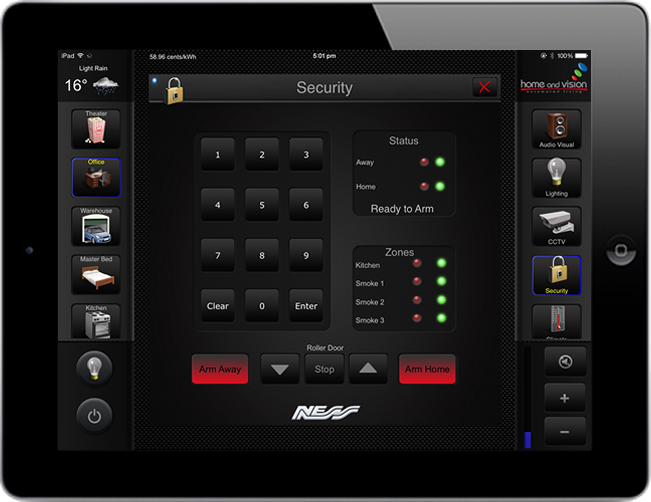 iPad
58.96 cents/kWh
5:01 pm
100%
Light Rain
16°
Security
home and vision
automated living
Theater
Office
Warehouse
Master Bed
Kitchen
1 2 3
4 5 6
7 8 9
Clear 0 Enter
Status
Away
Home
Ready to Arm
Zones
Kitchen
Smoke 1
Smoke 2
Smoke 3
Roller Door
Arm Away
Stop
Arm Home
NESS
Audio Visual
Lighting
CCTV
Security
Climate
+
−